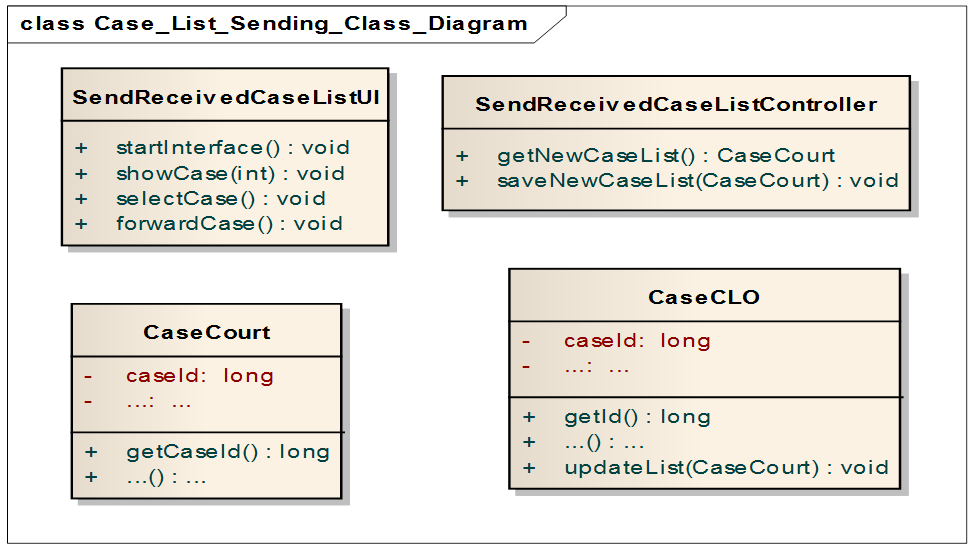 class Case_List_Sending_Class_Diagram
SendReceivedCaseListUI
+ startInterface() : void
+ showCase(int) : void
+ selectCase() : void
+ forwardCase() : void
SendReceivedCaseListController
+ getNewCaseList() : CaseCourt
+ saveNewCaseList(CaseCourt) : void
CaseCourt
- caseId: long
- ...: ...
+ getCaseId() : long
+ ...() : ...
CaseCLO
- caseId: long
- ...: ...
+ getId() : long
+ ...() : ...
+ updateList(CaseCourt) : void